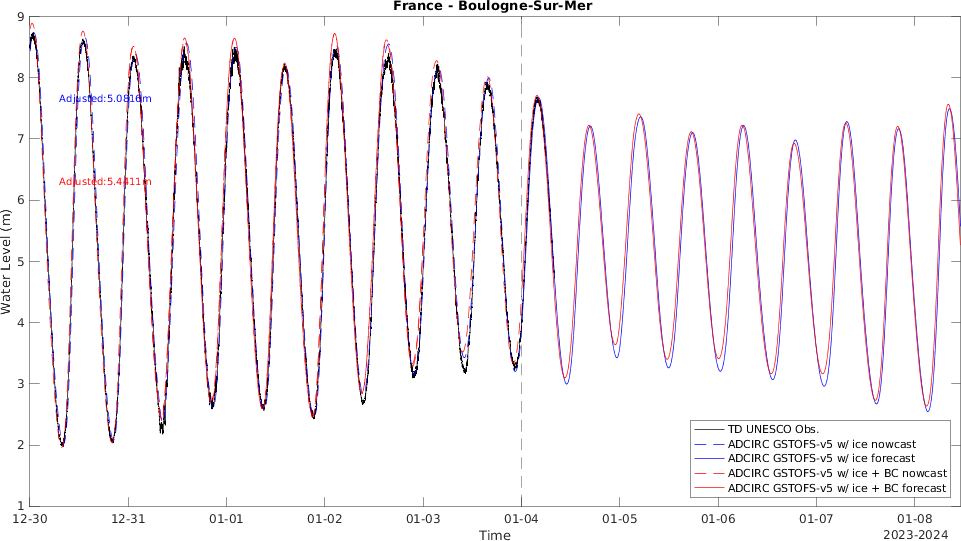 France - Boulogne-Sur-Mer
Water Level (m)
9
8
7
6
5
4
3
2
1
Adjusted:5.0816m
Adjusted:5.4411m
TD UNESCO Obs.
ADCIRC GSTOFS-v5 w/ ice nowcast
ADCIRC GSTOFS-v5 w/ ice forecast
ADCIRC GSTOFS-v5 w/ ice + BC nowcast
ADCIRC GSTOFS-v5 w/ ice + BC forecast
12-30 12-31 01-01 01-02 01-03 01-04 01-05 01-06 01-07 01-08
Time
2023-2024